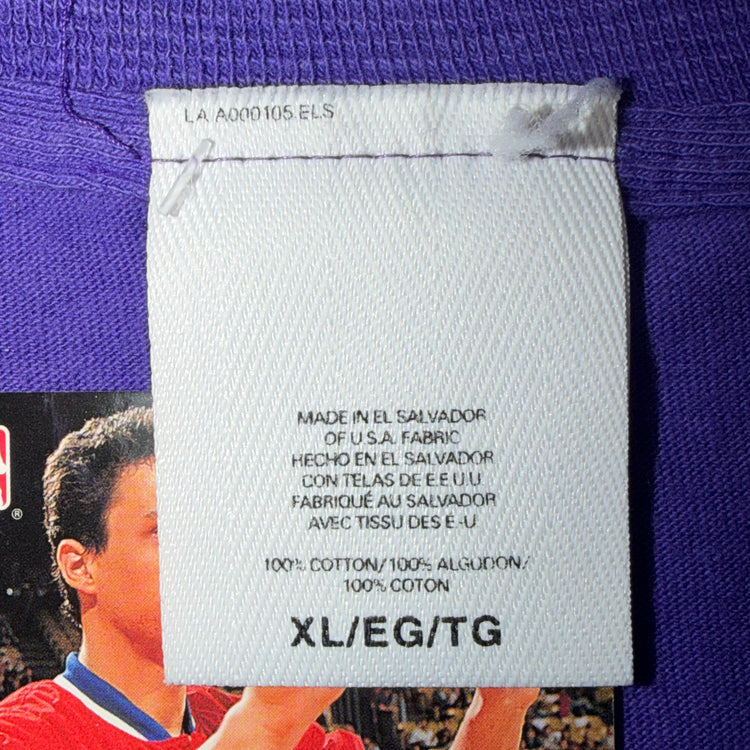 LA A000105 ELS
MADE IN EL SALVADOR
OF U.S.A. FABRIC
HECHO EN EL SALVADOR
CON TELAS DE E.E.U.U
FABRIQUÉ AU SALVADOR
AVEC TISSU DES E-U
100% COTTON/100% ALGODON/
100% COTON
XL/EG/TG
®